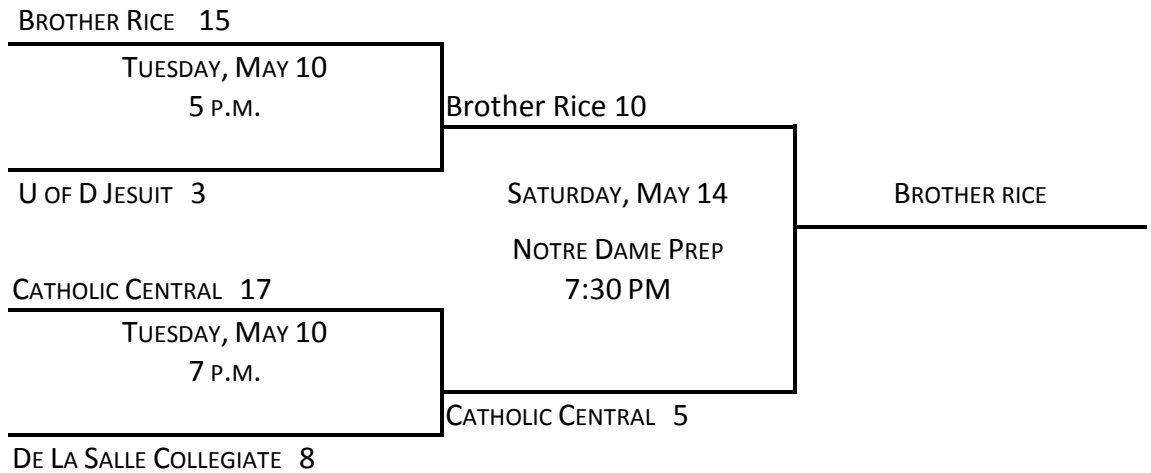 Brother Rice 15
Tuesday, May 10
5 p.m.
Brother Rice 10
U of D Jesuit 3
Saturday, May 14
Brother rice
Notre Dame Prep
Catholic Central 17
7:30 PM
Tuesday, May 10
7 p.m.
Catholic Central 5
De La Salle Collegiate 8